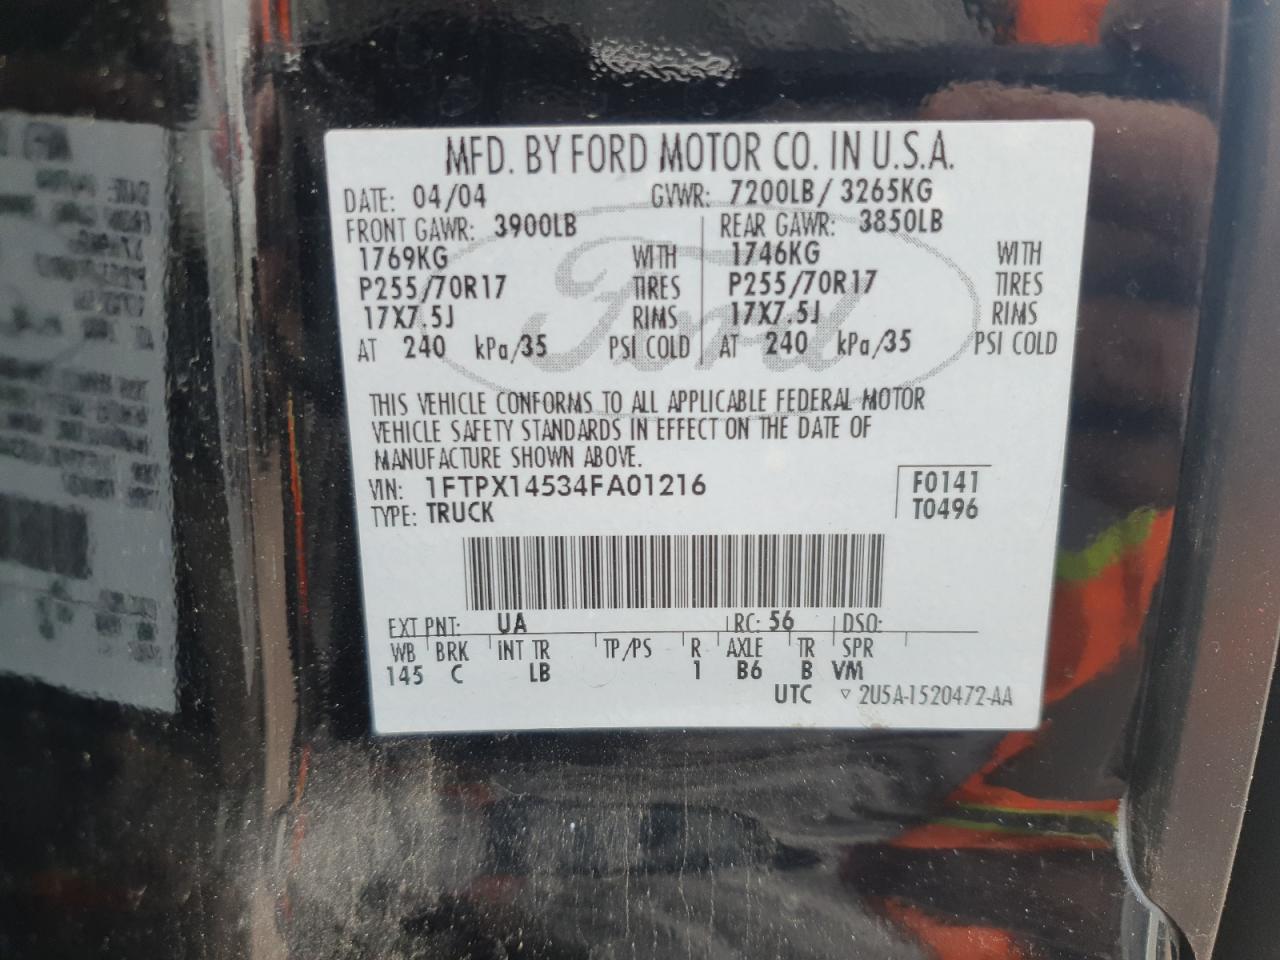 MFD. BY FORD MOTOR CO. IN U.S.A.
DATE: 04/04 GVWR: 7200LB/ 3265KG
FRONT GAWR: 3900LB REAR GAWR: 3850LB
1769KG WITH 1746KG WITH
P255/70R17 TIRES P255/70R17 TIRES
17X7.5J RIMS 17X7.5J RIMS
AT 240 kPa/35 PSI COLD AT 240 kPa/35 PSI COLD
Ford
THIS VEHICLE CONFORMS TO ALL APPLICABLE FEDERAL MOTOR
VEHICLE SAFETY STANDARDS IN EFFECT ON THE DATE OF
MANUFACTURE SHOWN ABOVE.
VIN: 1FTPX14534FA01216 F0141
TYPE: TRUCK T0496
EXT PNT: UA RC: 56 DSO:
WB BRK INT TR TP/PS R AXLE TR SPR
145 C LB 1 B6 B VM
UTC ▽ 2U5A-1520472-AA